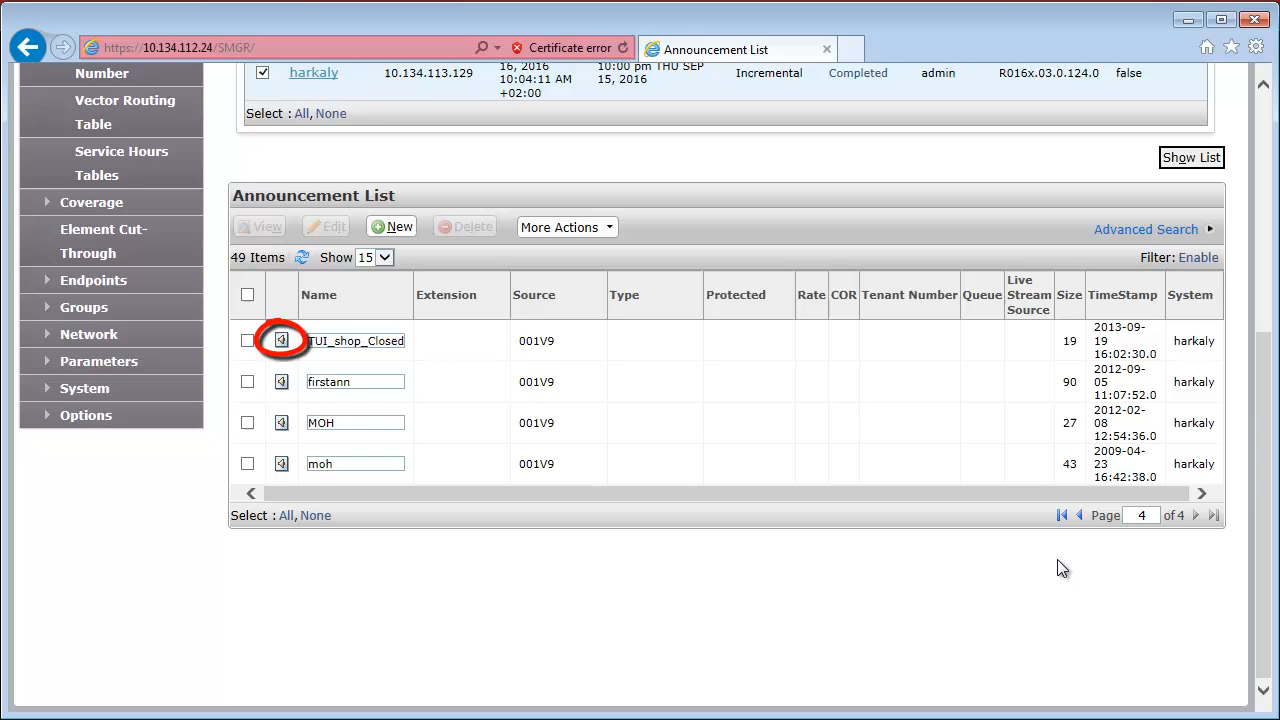 https://10.134.112.24/SMGR/
Certificate error
Announcement List
Number
Vector Routing
Table
Service Hours
Tables
Coverage
Element Cut-
Through
Endpoints
Groups
Network
Parameters
System
Options
harkaly 10.134.113.129 16, 2016 10:04:11 AM +02:00 10:00 pm THU SEP 15, 2016 Incremental Completed admin R016x.03.0.124.0 false
Select : All, None
Show List
Announcement List
View Edit New Delete More Actions
Advanced Search
49 Items Show 15 Filter: Enable
Name Extension Source Type Protected Rate COR Tenant Number Queue Live Stream Source Size TimeStamp System
TUI_shop_Closed 001V9 19 2013-09-19 16:02:30.0 harkaly
firstann 001V9 90 2012-09-05 11:07:52.0 harkaly
MOH 001V9 27 2012-02-08 12:54:36.0 harkaly
moh 001V9 43 2009-04-23 16:42:38.0 harkaly
Select : All, None
Page 4 of 4